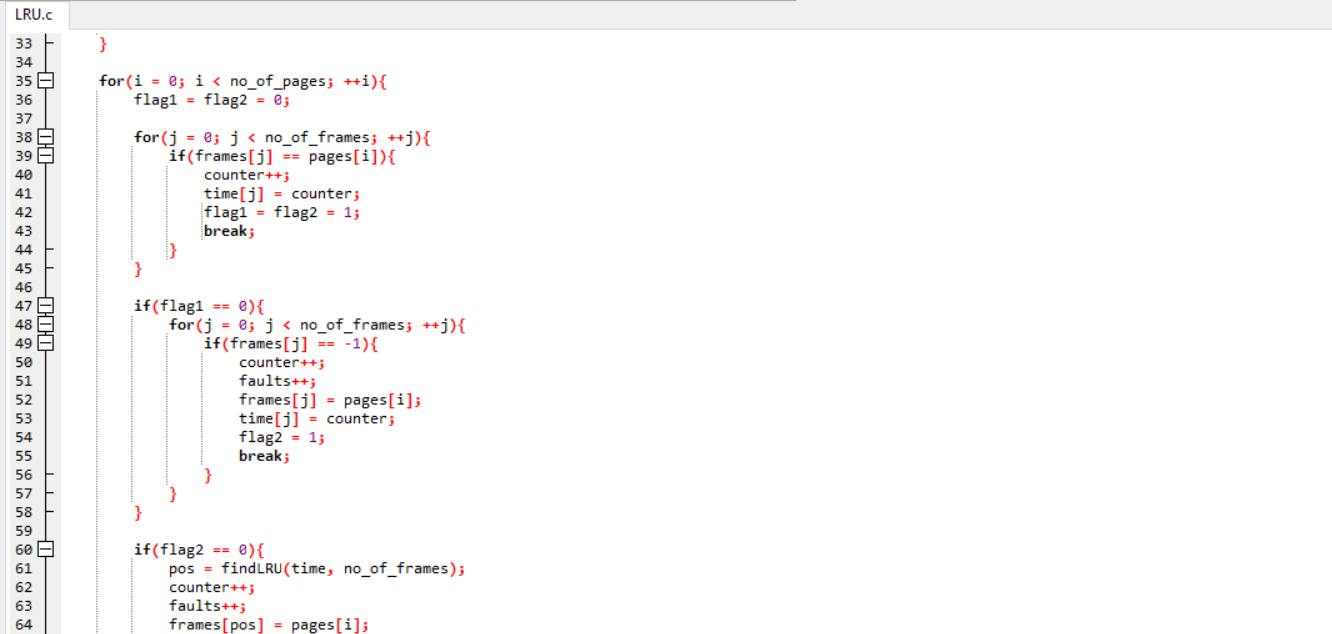 LRU.c
33 }
34
35 for(i = 0; i < no_of_pages; ++i){
36 flag1 = flag2 = 0;
37
38 for(j = 0; j < no_of_frames; ++j){
39 if(frames[j] == pages[i]){
40 counter++;
41 time[j] = counter;
42 flag1 = flag2 = 1;
43 break;
44 }
45 }
46
47 if(flag1 == 0){
48 for(j = 0; j < no_of_frames; ++j){
49 if(frames[j] == -1){
50 counter++;
51 faults++;
52 frames[j] = pages[i];
53 time[j] = counter;
54 flag2 = 1;
55 break;
56 }
57 }
58 }
59
60 if(flag2 == 0){
61 pos = findLRU(time, no_of_frames);
62 counter++;
63 faults++;
64 frames[pos] = pages[i];